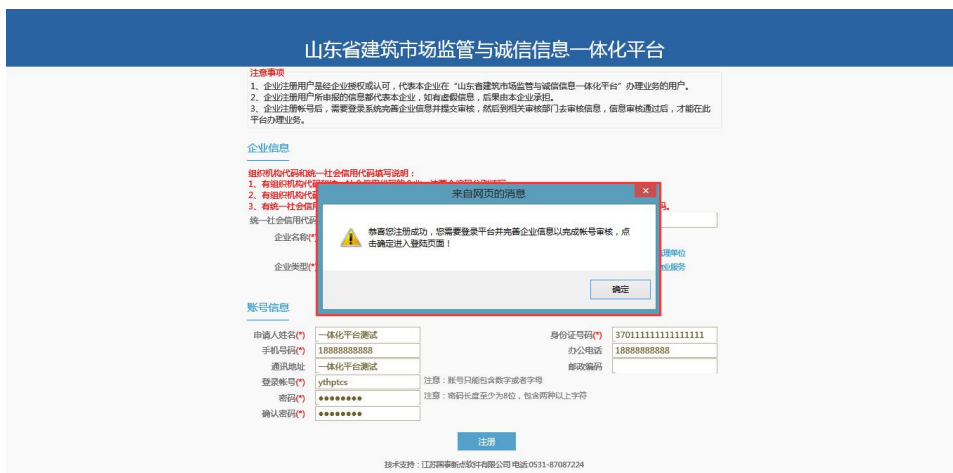 山东省建筑市场监管与诚信信息一体化平台
注意事项
1、企业注册用户是经企业授权或认可，代表本企业在“山东省建筑市场监管与诚信信息一体化平台”办理业务的用户。
2、企业注册用户所申报的信息都代表本企业，如有虚假信息，后果由本企业承担。
3、企业注册帐号后，需要登录系统完善企业信息并提交审核，然后到相关审核部门去审核信息，信息审核通过后，才能在此
平台办理业务。
企业信息
组织机构代码和统一社会信用代码填写说明：
1、有组织机构代
2、有组织机构代
3、有统一社会信用
码。
来自网页的消息
×
恭喜您注册成功，您需要登录平台并完善企业信息以完成帐号审核，点
击确定进入登陆页面！
确定
统一社会信用代码
企业名称(*
企业类型(*
理单位
业服务
账号信息
申请人姓名(*) 一体化平台测试 身份证号码(*) 370111111111111111
手机号码(*) 18888888888 办公电话 18888888888
通讯地址 一体化平台测试 邮政编码
登录帐号(*) ythptcs 注意：账号只能包含数字或者字母
密码(*) ●●●●●●●● 注意：密码长度至少为8位，包含两种以上字符
确认密码(*) ●●●●●●●●
注册
技术支持：江苏国泰新点软件有限公司 电话:0531-87087224